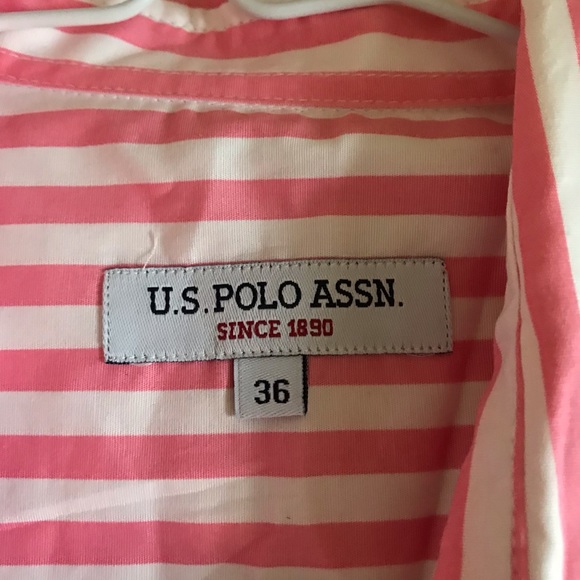 U.S. POLO ASSN.
SINCE 1890
36